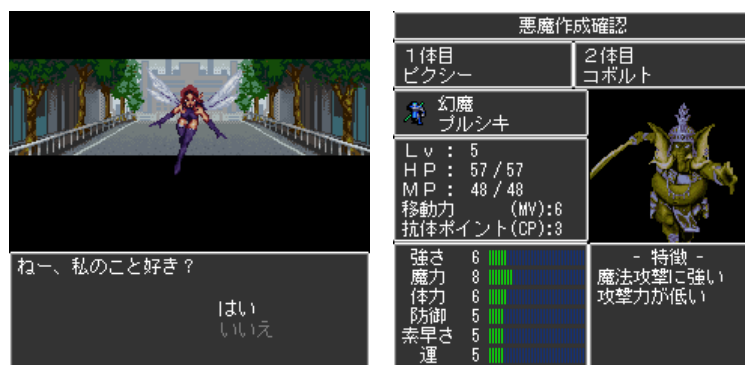 ねー、私のこと好き？
はい
いいえ
悪魔作成確認
1体目
ピクシー
2体目
コボルト
幻魔
プルシキ
Lv： 5
HP： 57/57
MP： 48/48
移動力 (MV):6
抗体ポイント(CP):3
強さ 6
魔力 8
体力 6
防御 5
素早さ 5
運 5
- 特徴 -
魔法攻撃に強い
攻撃力が低い